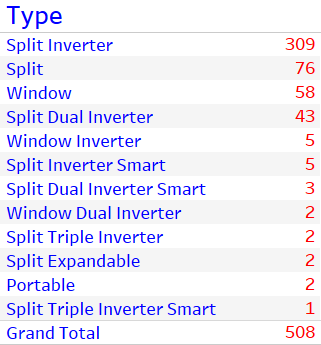 Type
Split Inverter 309
Split 76
Window 58
Split Dual Inverter 43
Window Inverter 5
Split Inverter Smart 5
Split Dual Inverter Smart 3
Window Dual Inverter 2
Split Triple Inverter 2
Split Expandable 2
Portable 2
Split Triple Inverter Smart 1
Grand Total 508